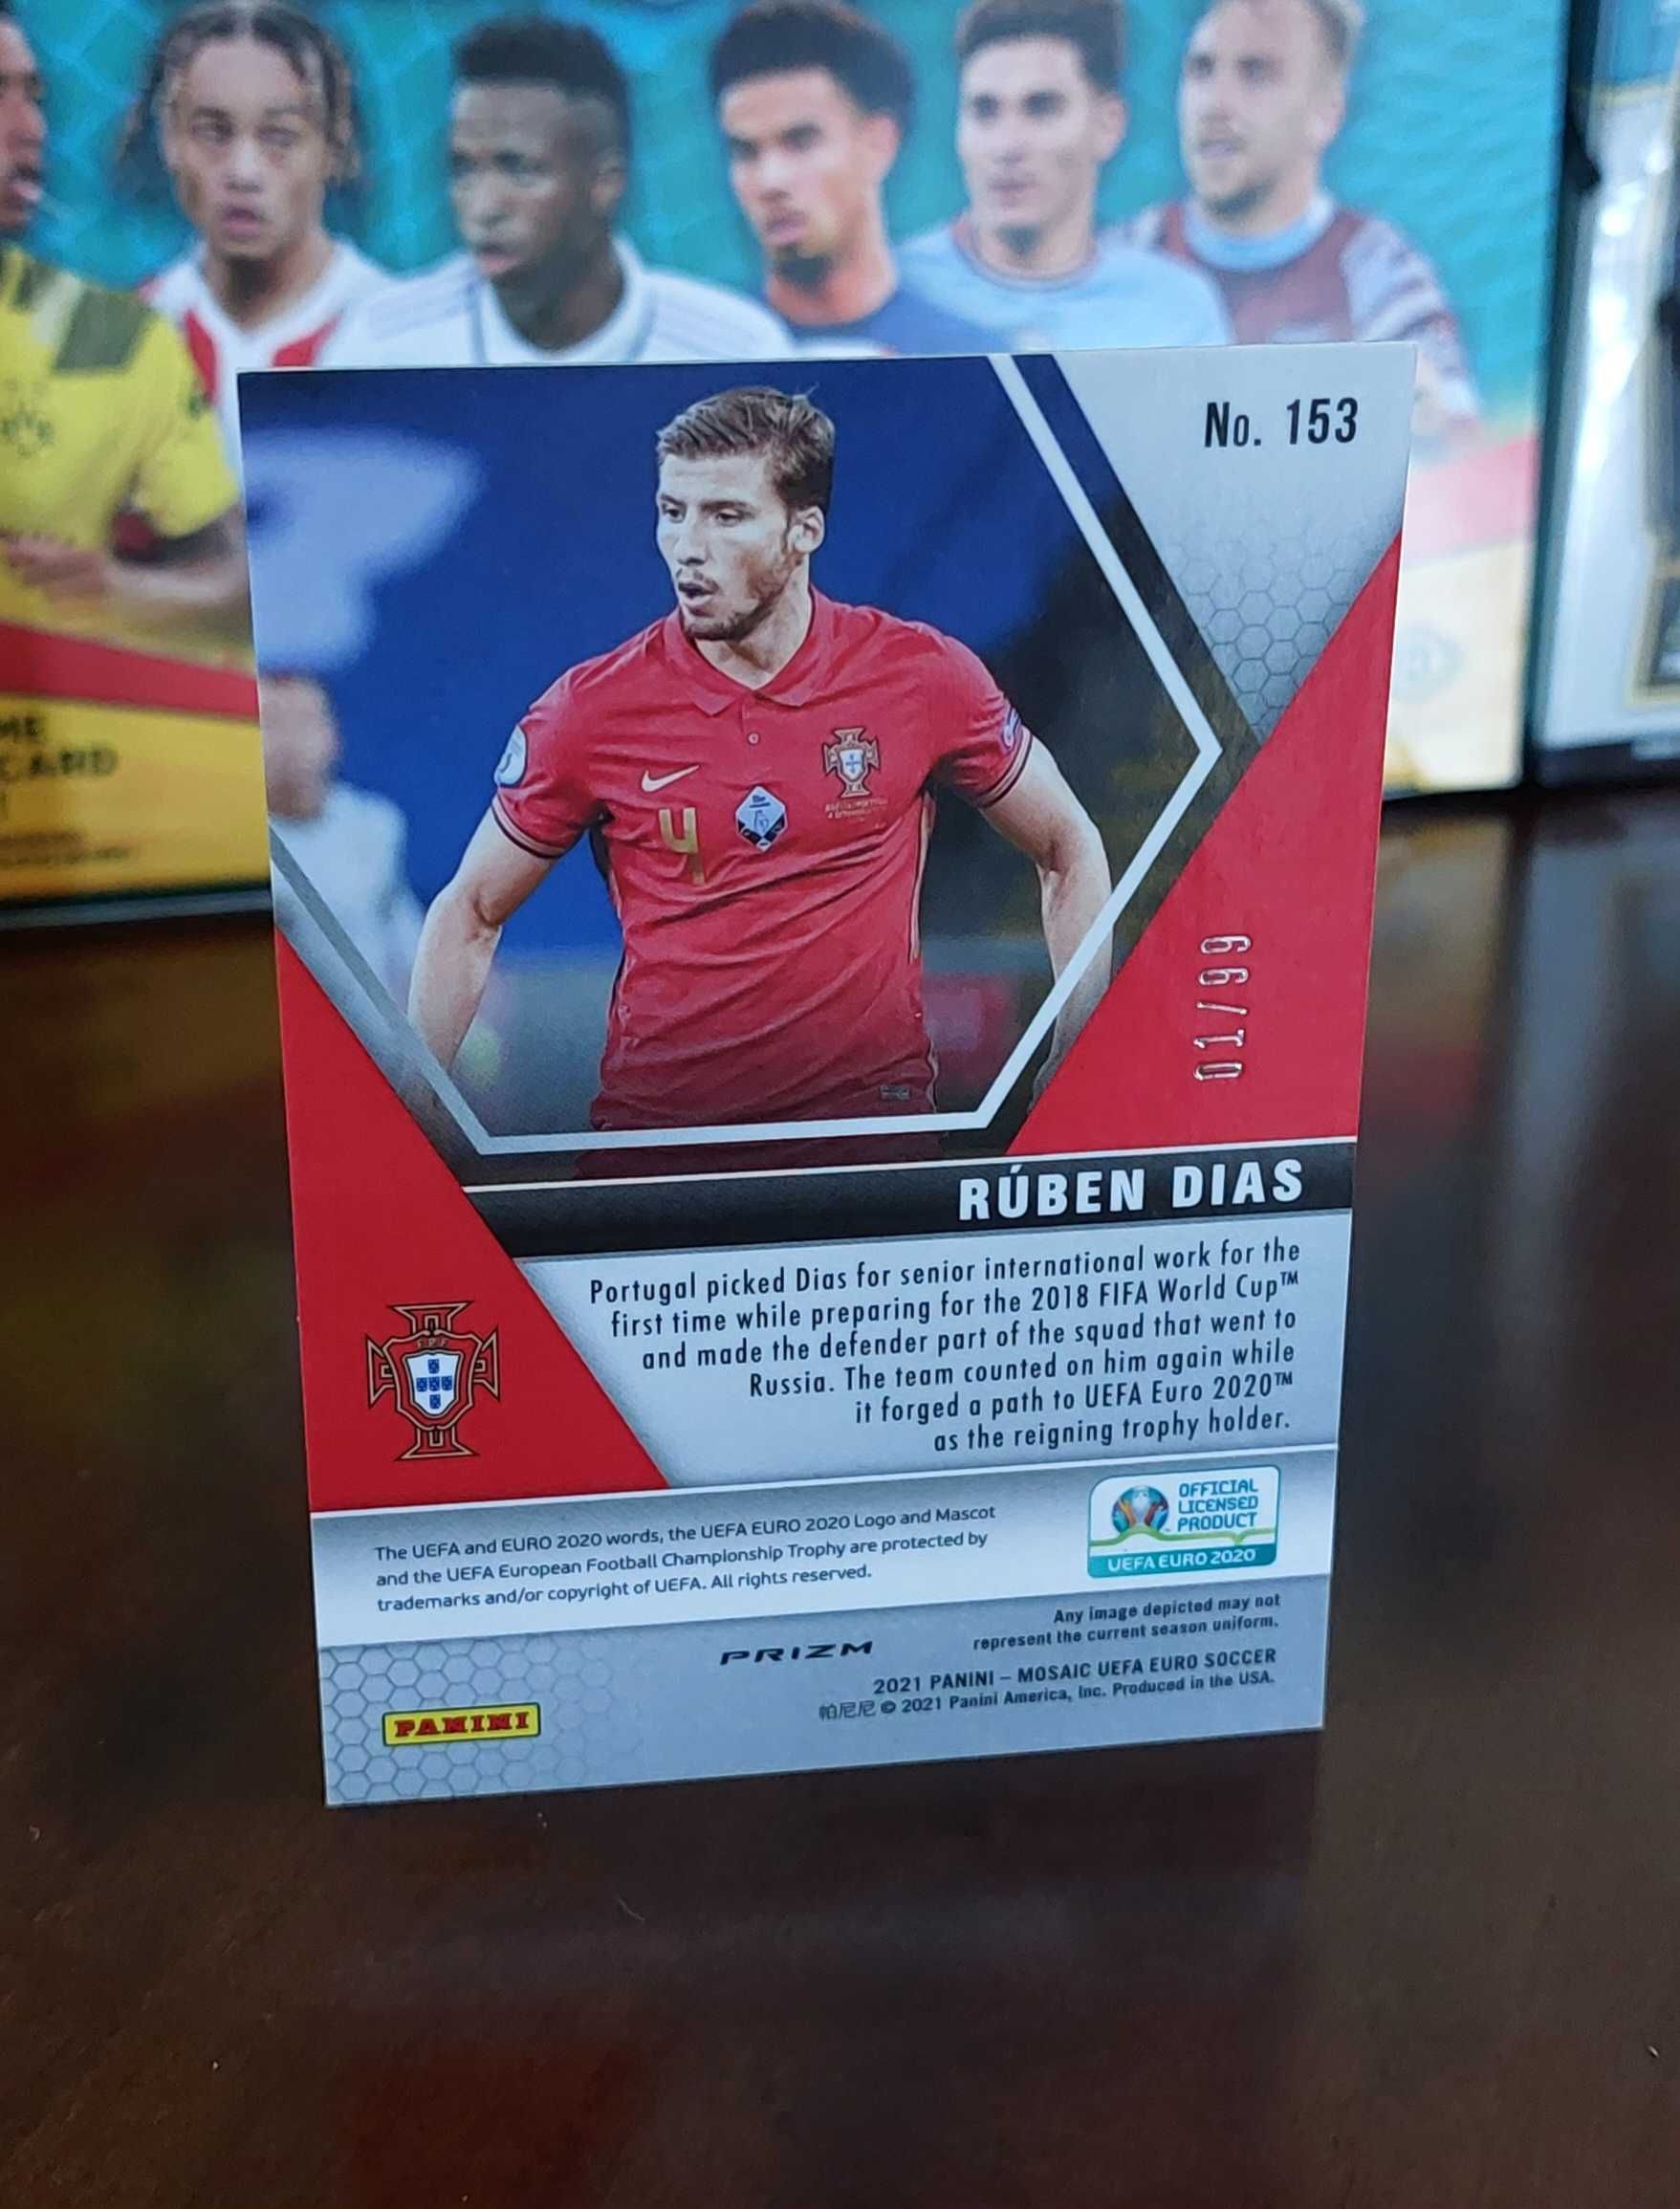 No. 153
4
01/99
RÚBEN DIAS
Portugal picked Dias for senior international work for the
first time while preparing for the 2018 FIFA World Cup™
and made the defender part of the squad that went to
Russia. The team counted on him again while
it forged a path to UEFA Euro 2020™
as the reigning trophy holder.
The UEFA and EURO 2020 words, the UEFA EURO 2020 Logo and Mascot
and the UEFA European Football Championship Trophy are protected by
trademarks and/or copyright of UEFA. All rights reserved.
OFFICIAL
LICENSED
PRODUCT
UEFA EURO 2020
Any image depicted may not
represent the current season uniform.
PRIZM
2021 PANINI – MOSAIC UEFA EURO SOCCER
帕尼尼 © 2021 Panini America, Inc. Produced in the USA.
PANINI
CARD